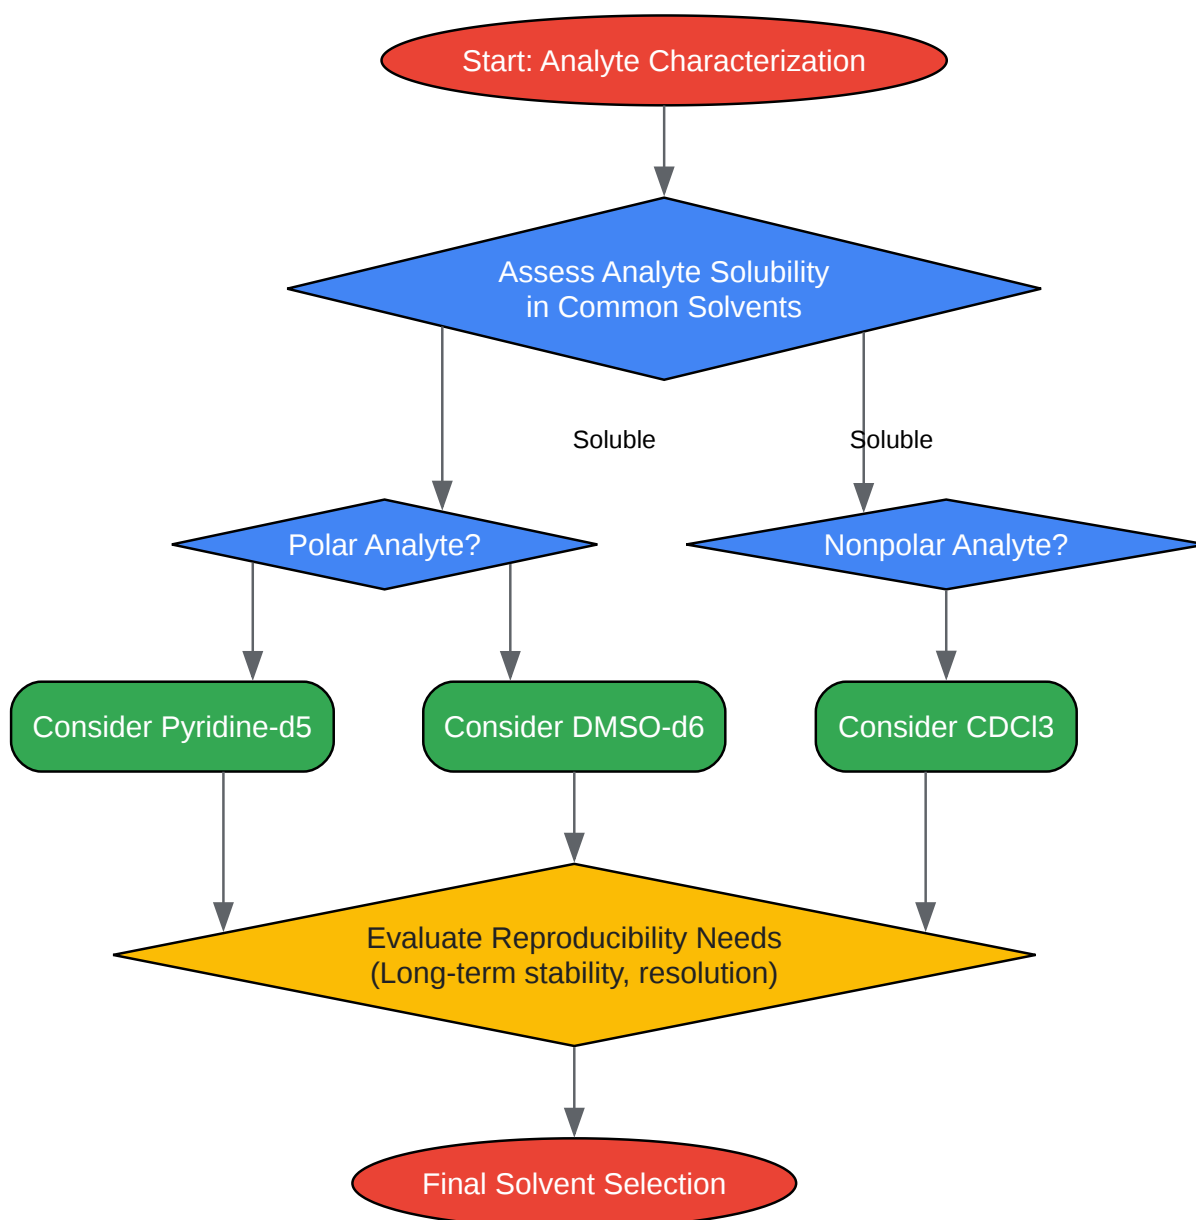 Start: Analyte Characterization
Assess Analyte Solubility
in Common Solvents
Soluble
Soluble
Polar Analyte?
Nonpolar Analyte?
Consider Pyridine-d5
Consider DMSO-d6
Consider CDCl3
Evaluate Reproducibility Needs
(Long-term stability, resolution)
Final Solvent Selection